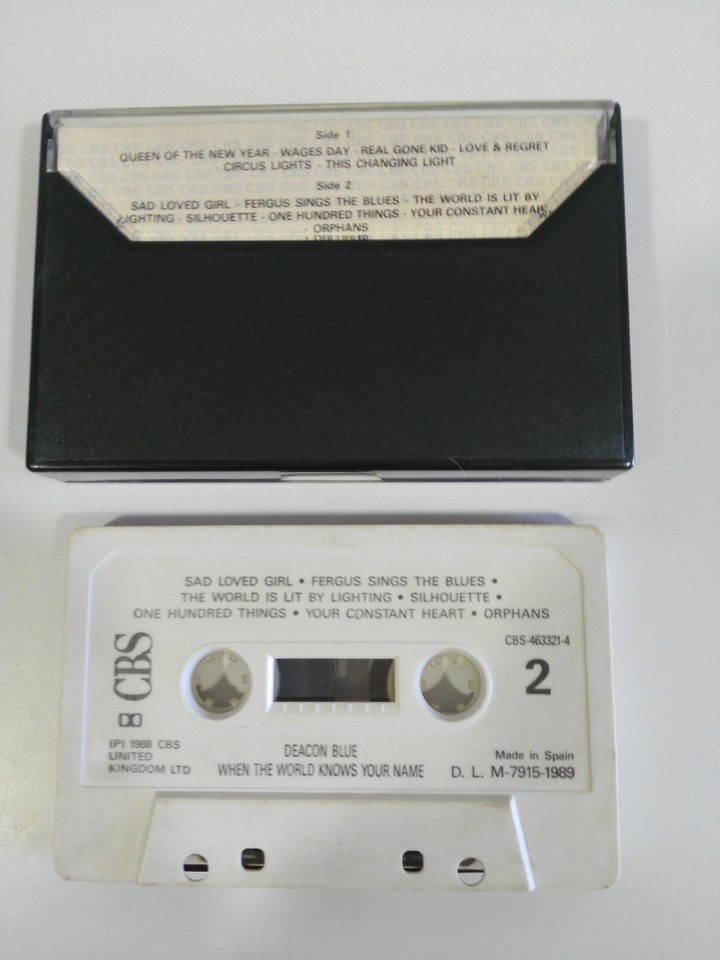 Side 1:
QUEEN OF THE NEW YEAR - WAGES DAY - REAL GONE KID - LOVE & REGRET
- CIRCUS LIGHTS - THIS CHANGING LIGHT
Side 2:
SAD LOVED GIRL - FERGUS SINGS THE BLUES - THE WORLD IS LIT BY
LIGHTING - SILHOUETTE - ONE HUNDRED THINGS - YOUR CONSTANT HEAR
- ORPHANS
SAD LOVED GIRL • FERGUS SINGS THE BLUES •
THE WORLD IS LIT BY LIGHTING • SILHOUETTE •
ONE HUNDRED THINGS • YOUR CONSTANT HEART • ORPHANS
CBS-463321-4
CBS
2
(P) 1988 CBS
UNITED
KINGDOM LTD
DEACON BLUE
WHEN THE WORLD KNOWS YOUR NAME
Made in Spain
D. L. M-7915-1989